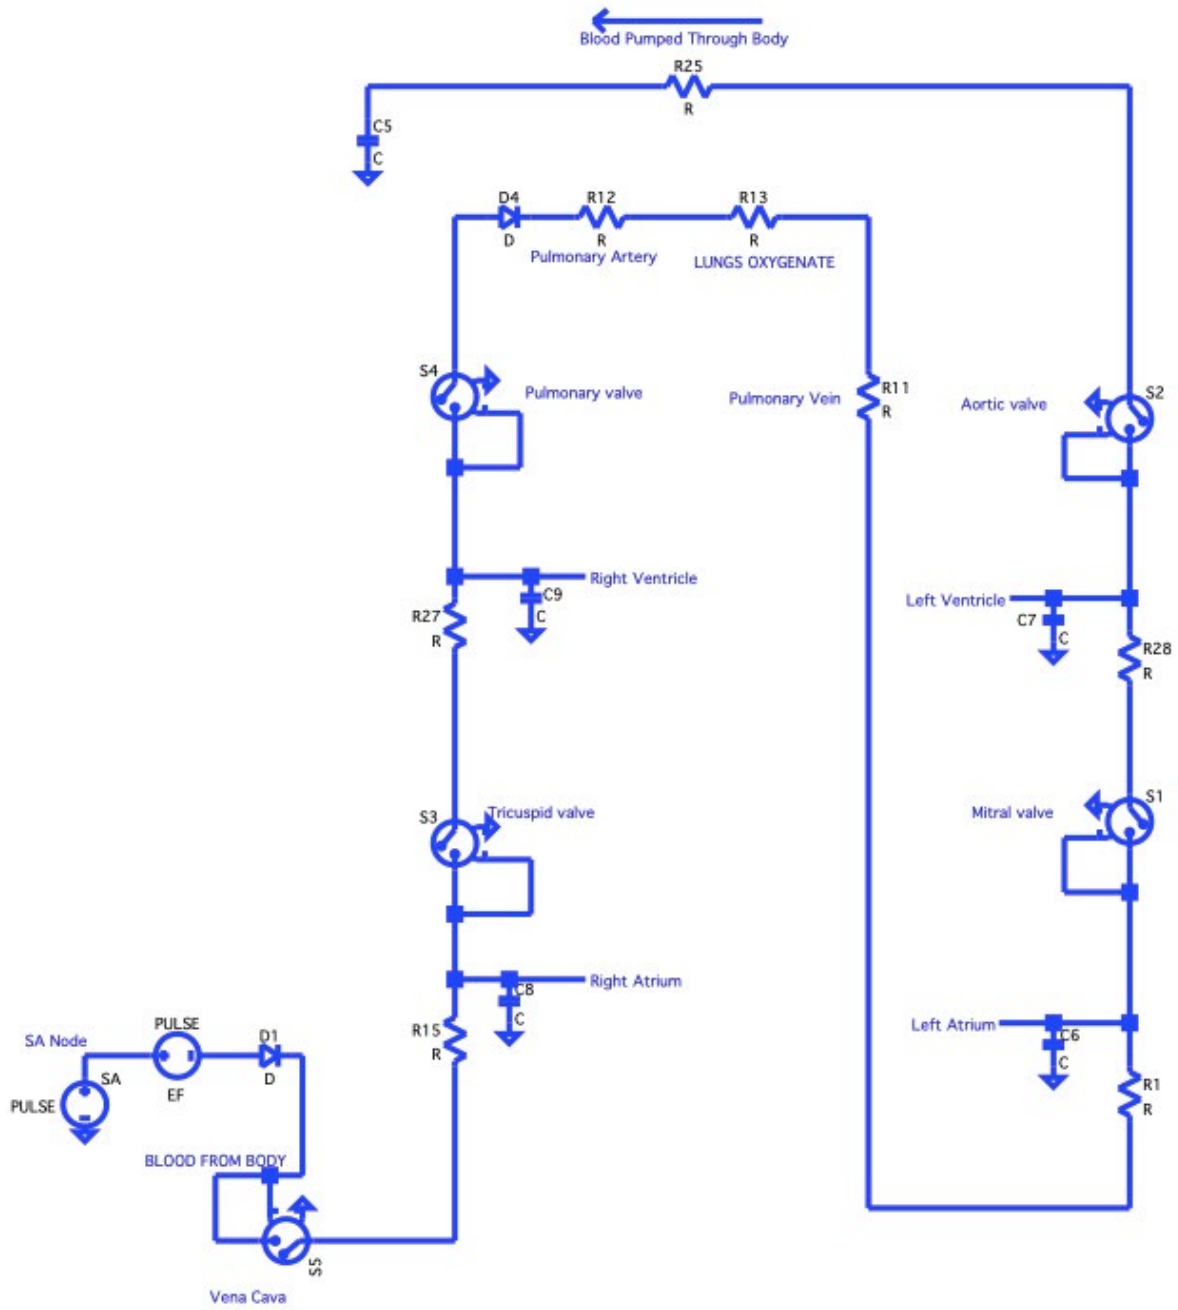 Blood Pumped Through Body
R25
R
C5
C
D4
D
R12
R
Pulmonary Artery
R13
R
LUNGS OXYGENATE
S4
Pulmonary valve
Pulmonary Vein
R11
R
Aortic valve
S2
Right Ventricle
C9
C
R27
R
Left Ventricle
C7
C
R28
R
S3
Tricuspid valve
Mitral valve
S1
Right Atrium
C8
C
R15
R
Left Atrium
C6
C
R1
R
SA Node
PULSE
EF
D1
D
SA
PULSE
BLOOD FROM BODY
S5
Vena Cava